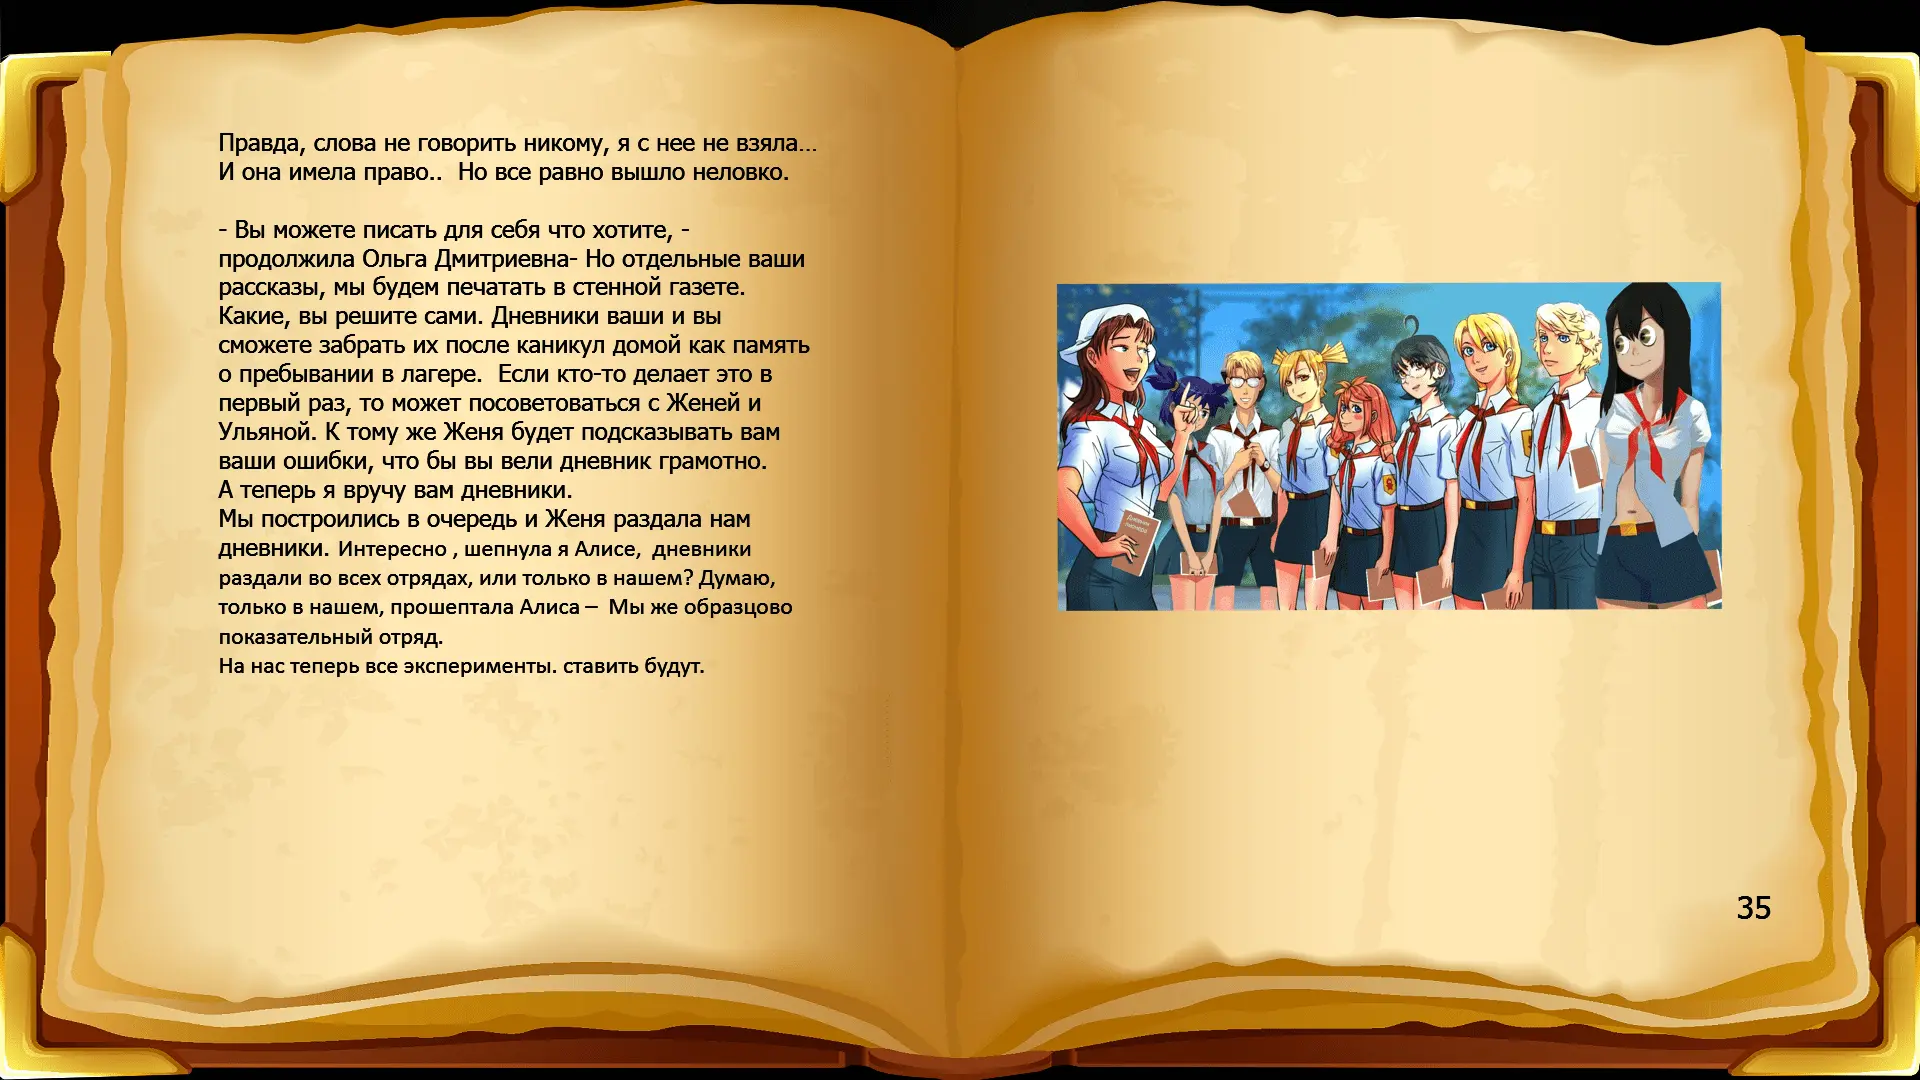 Правда, слова не говорить никому, я с нее не взяла...
И она имела право..  Но все равно вышло неловко.
- Вы можете писать для себя что хотите, -
продолжила Ольга Дмитриевна- Но отдельные ваши
рассказы, мы будем печатать в стенной газете.
Какие, вы решите сами. Дневники ваши и вы
сможете забрать их после каникул домой как память
о пребывании в лагере.  Если кто-то делает это в
первый раз, то может посоветоваться с Женей и
Ульяной. К тому же Женя будет подсказывать вам
ваши ошибки, что бы вы вели дневник грамотно.
А теперь я вручу вам дневники.
Мы построились в очередь и Женя раздала нам
дневники. Интересно , шепнула я Алисе,  дневники
раздали во всех отрядах, или только в нашем? Думаю,
только в нашем, прошептала Алиса –  Мы же образцово
показательный отряд.
На нас теперь все эксперименты. ставить будут.
Дневник
пионера
35